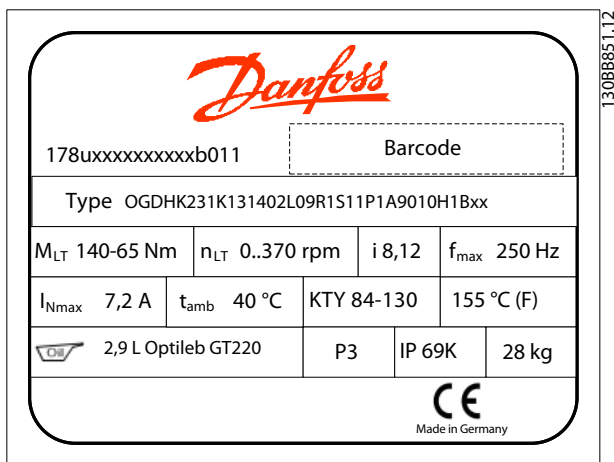 130BB851.12
Danfoss
178uxxxxxxxxxxb011
Barcode
Type OGDHK231K131402L09R1S11P1A9010H1Bxx
MLT 140-65 Nm nLT 0..370 rpm i 8,12 fmax 250 Hz
INmax 7,2 A tamb 40 °C KTY 84-130 155 °C (F)
Oil 2,9 L Optileb GT220 P3 IP 69K 28 kg
CE
Made in Germany